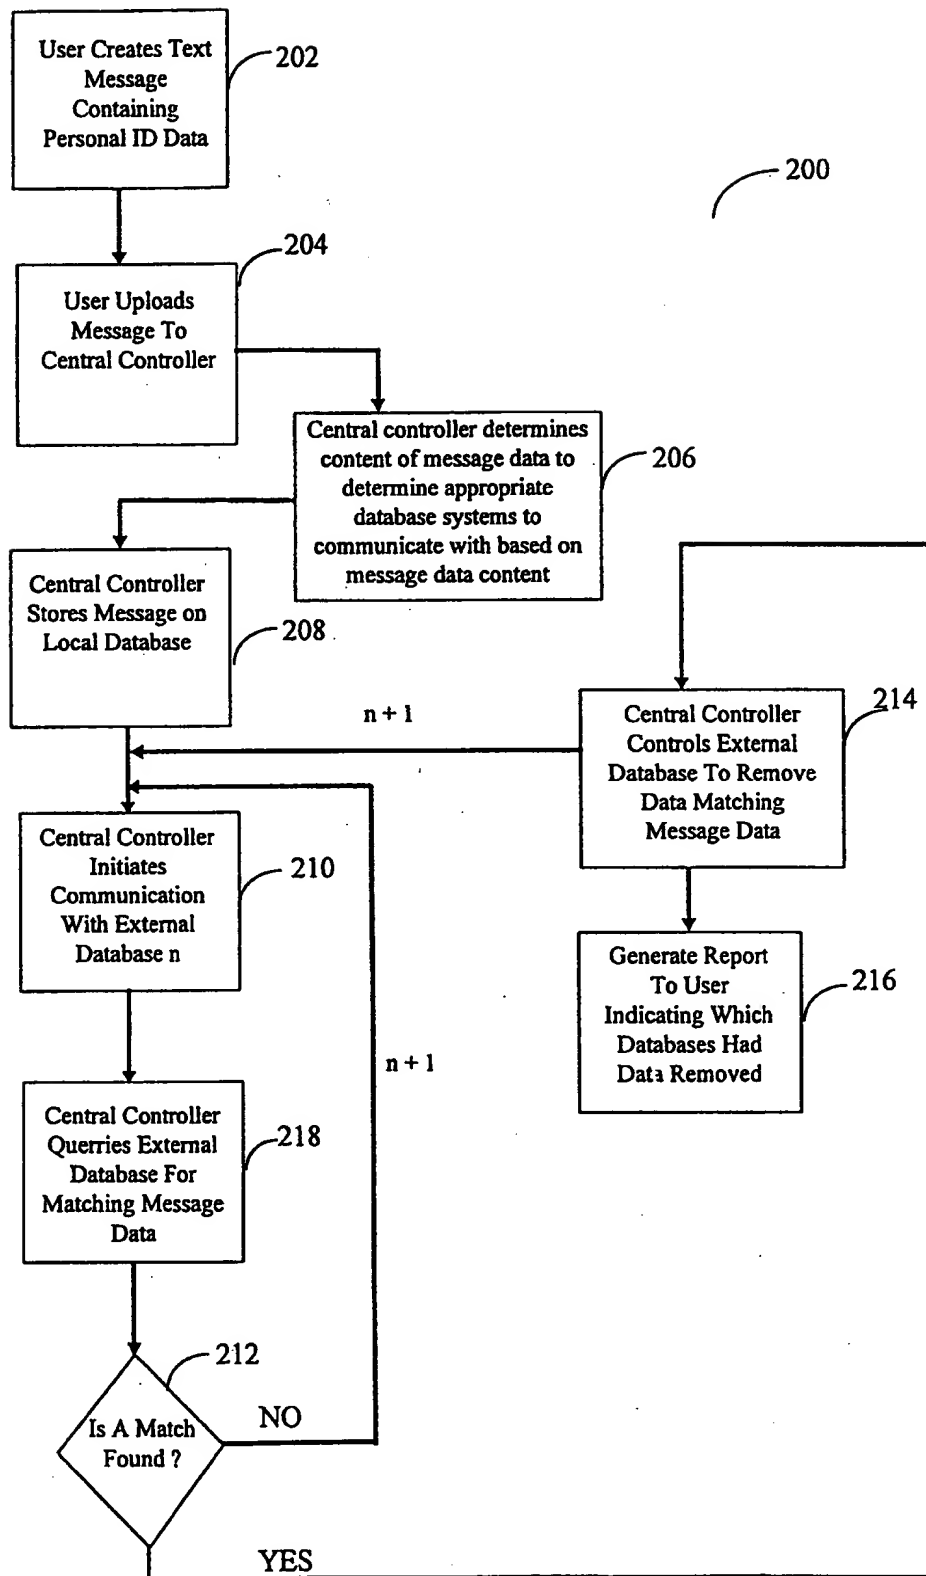 User Creates Text
Message
Containing
Personal ID Data
202
200
204
User Uploads
Message To
Central Controller
Central controller determines
content of message data to
determine appropriate
database systems to
communicate with based on
message data content
206
Central Controller
Stores Message on
Local Database
208
n + 1
Central Controller
Controls External
Database To Remove
Data Matching
Message Data
214
Central Controller
Initiates
Communication
With External
Database n
210
Generate Report
To User
Indicating Which
Databases Had
Data Removed
216
n + 1
Central Controller
Querries External
Database For
Matching Message
Data
218
212
Is A Match
Found ?
NO
YES